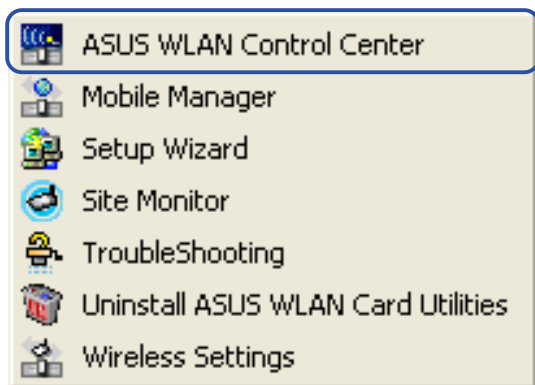 ASUS WLAN Control Center
Mobile Manager
Setup Wizard
Site Monitor
TroubleShooting
Uninstall ASUS WLAN Card Utilities
Wireless Settings